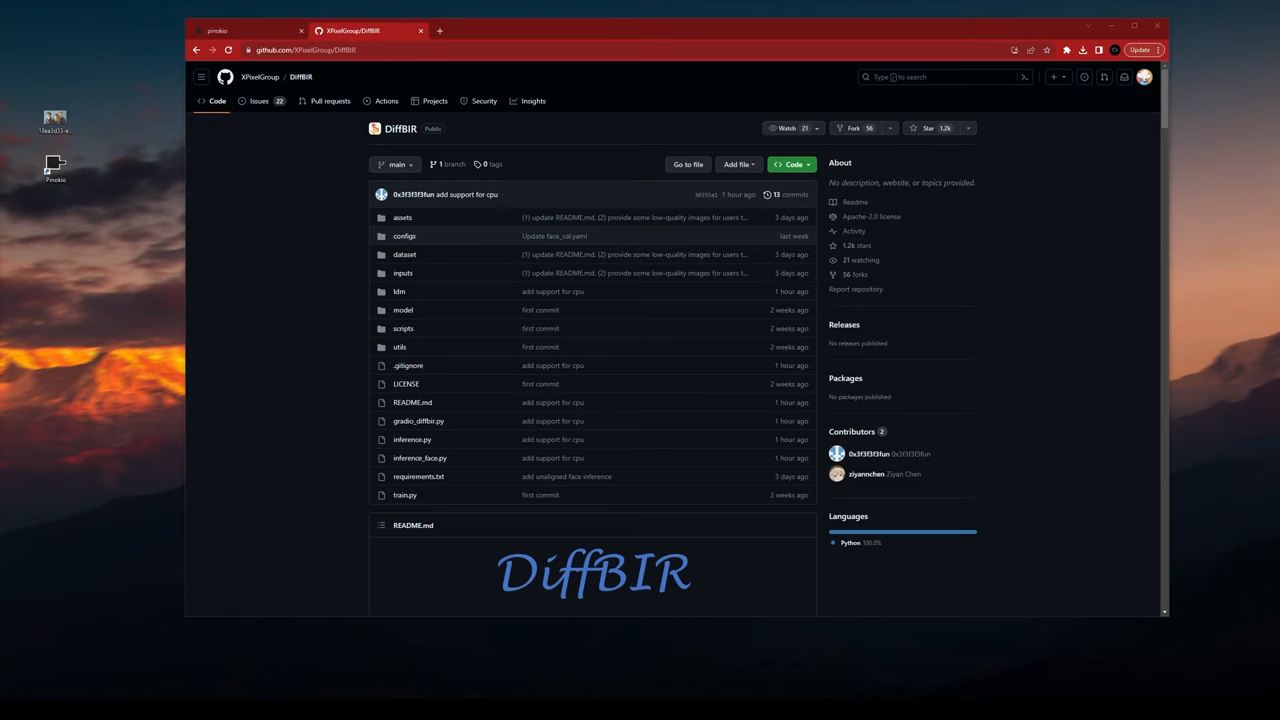 pinokio
XPixelGroup/DiffBIR
github.com/XPixelGroup/DiffBIR
Update
XPixelGroup / DiffBIR
Type / to search
Code
Issues 22
Pull requests
Actions
Projects
Security
Insights
DiffBIR Public
Watch 21
Fork 56
Star 1.2k
main
1 branch
0 tags
Go to file
Add file
Code
0x3f3f3f3fun add support for cpu
30355a1 1 hour ago
13 commits
assets (1) update README.md. (2) provide some low-quality images for users t... 3 days ago
configs Update face_val.yaml last week
dataset (1) update README.md. (2) provide some low-quality images for users t... 3 days ago
inputs (1) update README.md. (2) provide some low-quality images for users t... 3 days ago
ldm add support for cpu 1 hour ago
model first commit 2 weeks ago
scripts first commit 2 weeks ago
utils first commit 2 weeks ago
.gitignore add support for cpu 1 hour ago
LICENSE first commit 2 weeks ago
README.md add support for cpu 1 hour ago
gradio_diffbir.py add support for cpu 1 hour ago
inference.py add support for cpu 1 hour ago
inference_face.py add support for cpu 1 hour ago
requirements.txt add unaligned face inference 3 days ago
train.py first commit 2 weeks ago
README.md
DiffBIR
About
No description, website, or topics provided.
Readme
Apache-2.0 license
Activity
1.2k stars
21 watching
56 forks
Report repository
Releases
No releases published
Packages
No packages published
Contributors 2
0x3f3f3f3fun 0x3f3f3f3fun
ziyannchen Ziyan Chen
Languages
Python 100.0%
Pinokio